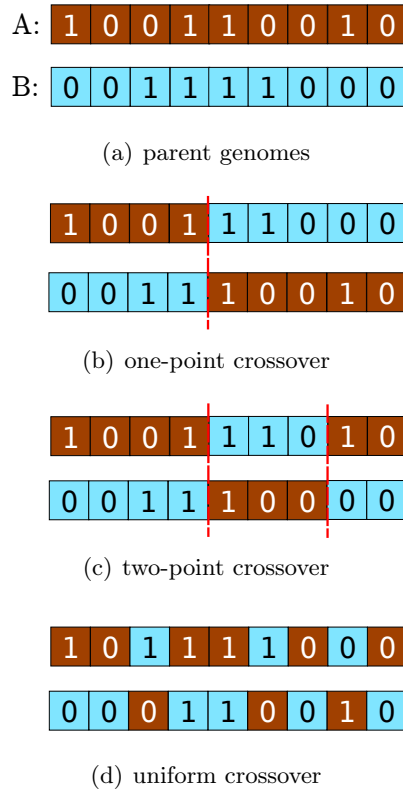 A: 1 0 0 1 1 0 0 1 0
B: 0 0 1 1 1 1 0 0 0
(a) parent genomes
1 0 0 1 1 1 0 0 0
0 0 1 1 1 0 0 1 0
(b) one-point crossover
1 0 0 1 1 1 0 1 0
0 0 1 1 1 0 0 0 0
(c) two-point crossover
1 0 1 1 1 1 0 0 0
0 0 0 1 1 0 0 1 0
(d) uniform crossover